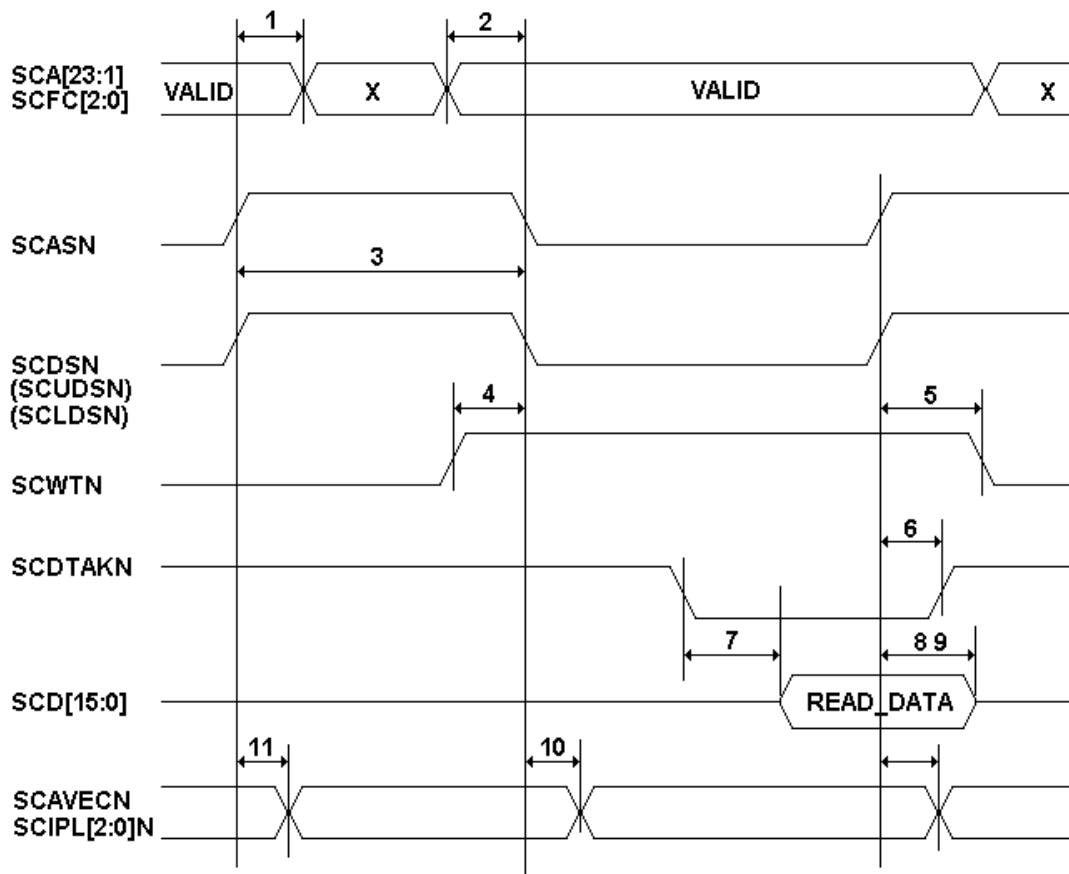 1
2
SCA[23:1]
SCFC[2:0]
VALID
X
VALID
X
SCASN
3
SCDSN
(SCUDSN)
(SCLDSN)
4
5
SCWTN
6
SCDTAKN
7
8 9
SCD[15:0]
READ_DATA
11
10
SCAVECN
SCIPL[2:0]N